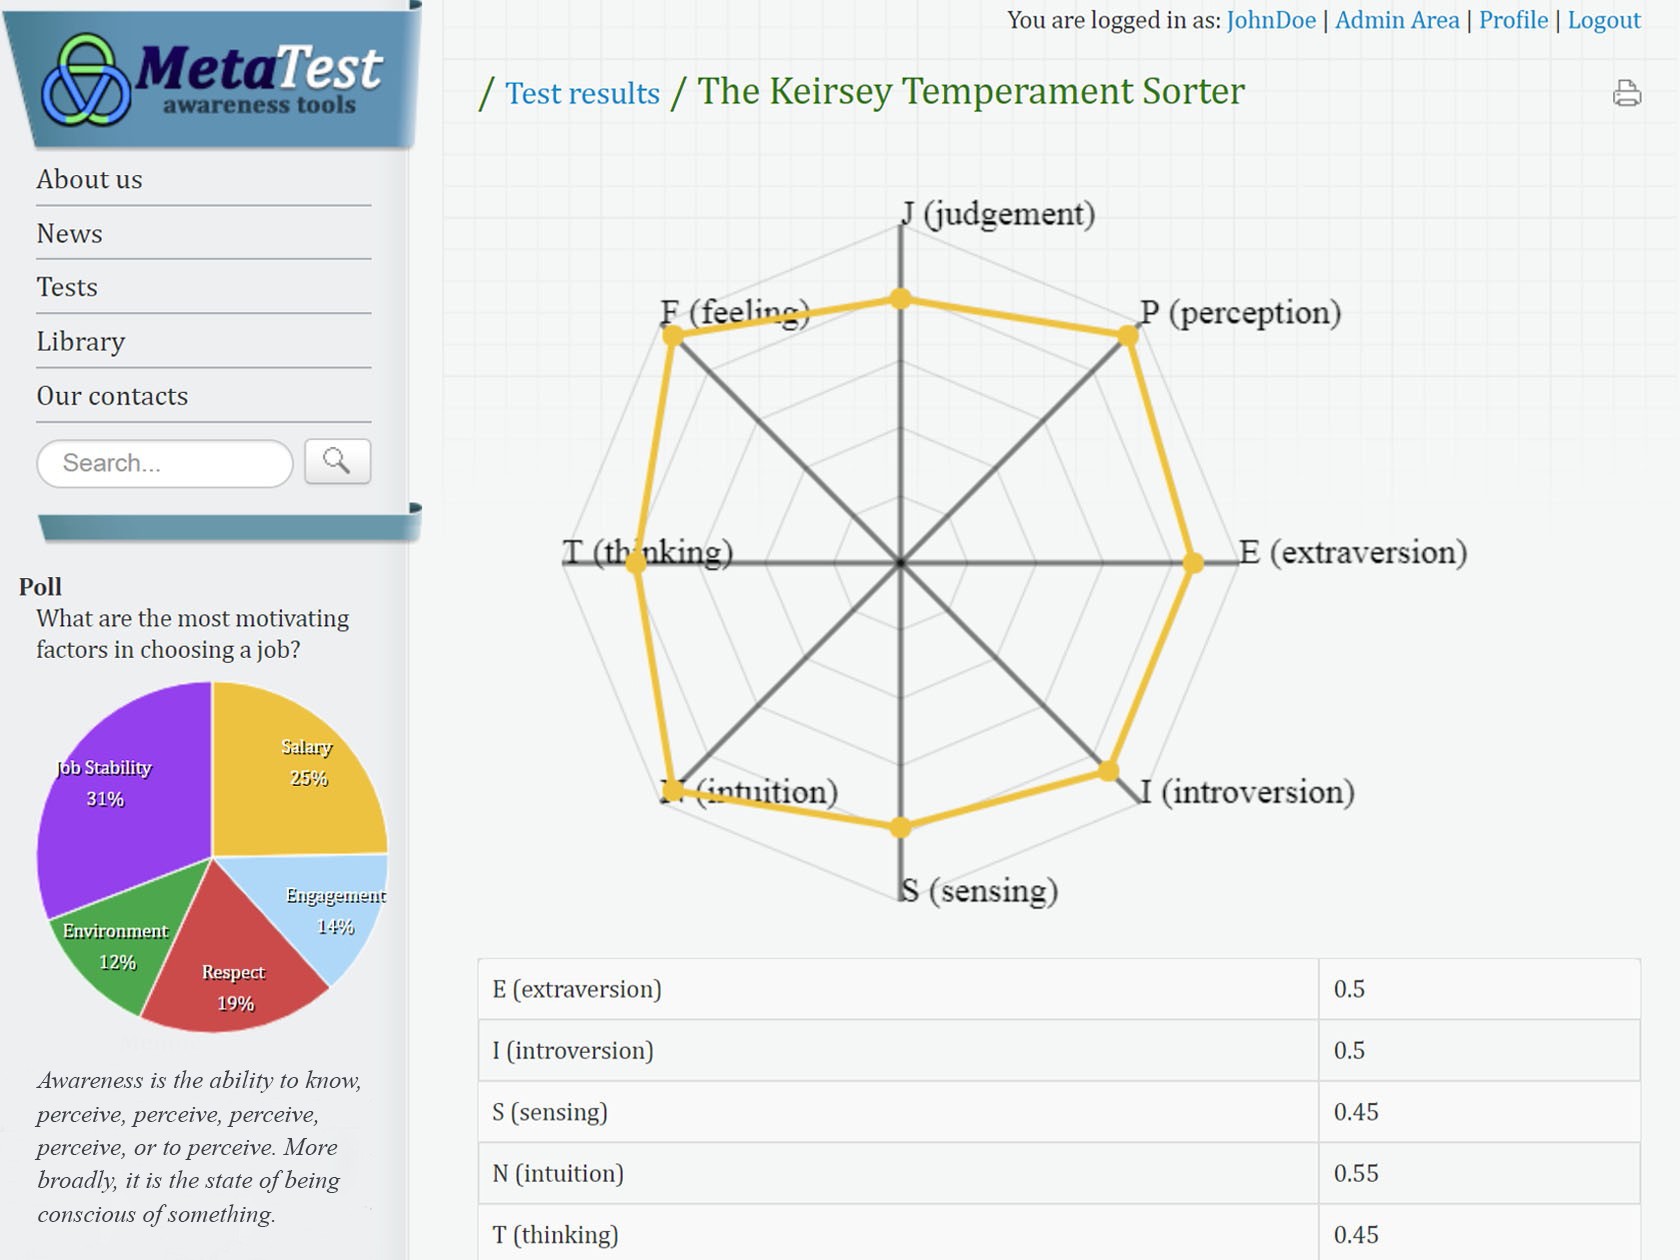 MetaTest
awareness tools
You are logged in as: JohnDoe | Admin Area | Profile | Logout
/ Test results / The Keirsey Temperament Sorter
About us
News
Tests
Library
Our contacts
Search...
Poll
What are the most motivating
factors in choosing a job?
Job Stability
31%
Salary
25%
Engagement
14%
Environment
12%
Respect
19%
Awareness is the ability to know,
perceive, perceive, perceive,
perceive, or to perceive. More
broadly, it is the state of being
conscious of something.
J (judgement)
F (feeling)
P (perception)
T (thinking)
E (extraversion)
N (intuition)
I (introversion)
S (sensing)
E (extraversion) 0.5
I (introversion) 0.5
S (sensing) 0.45
N (intuition) 0.55
T (thinking) 0.45